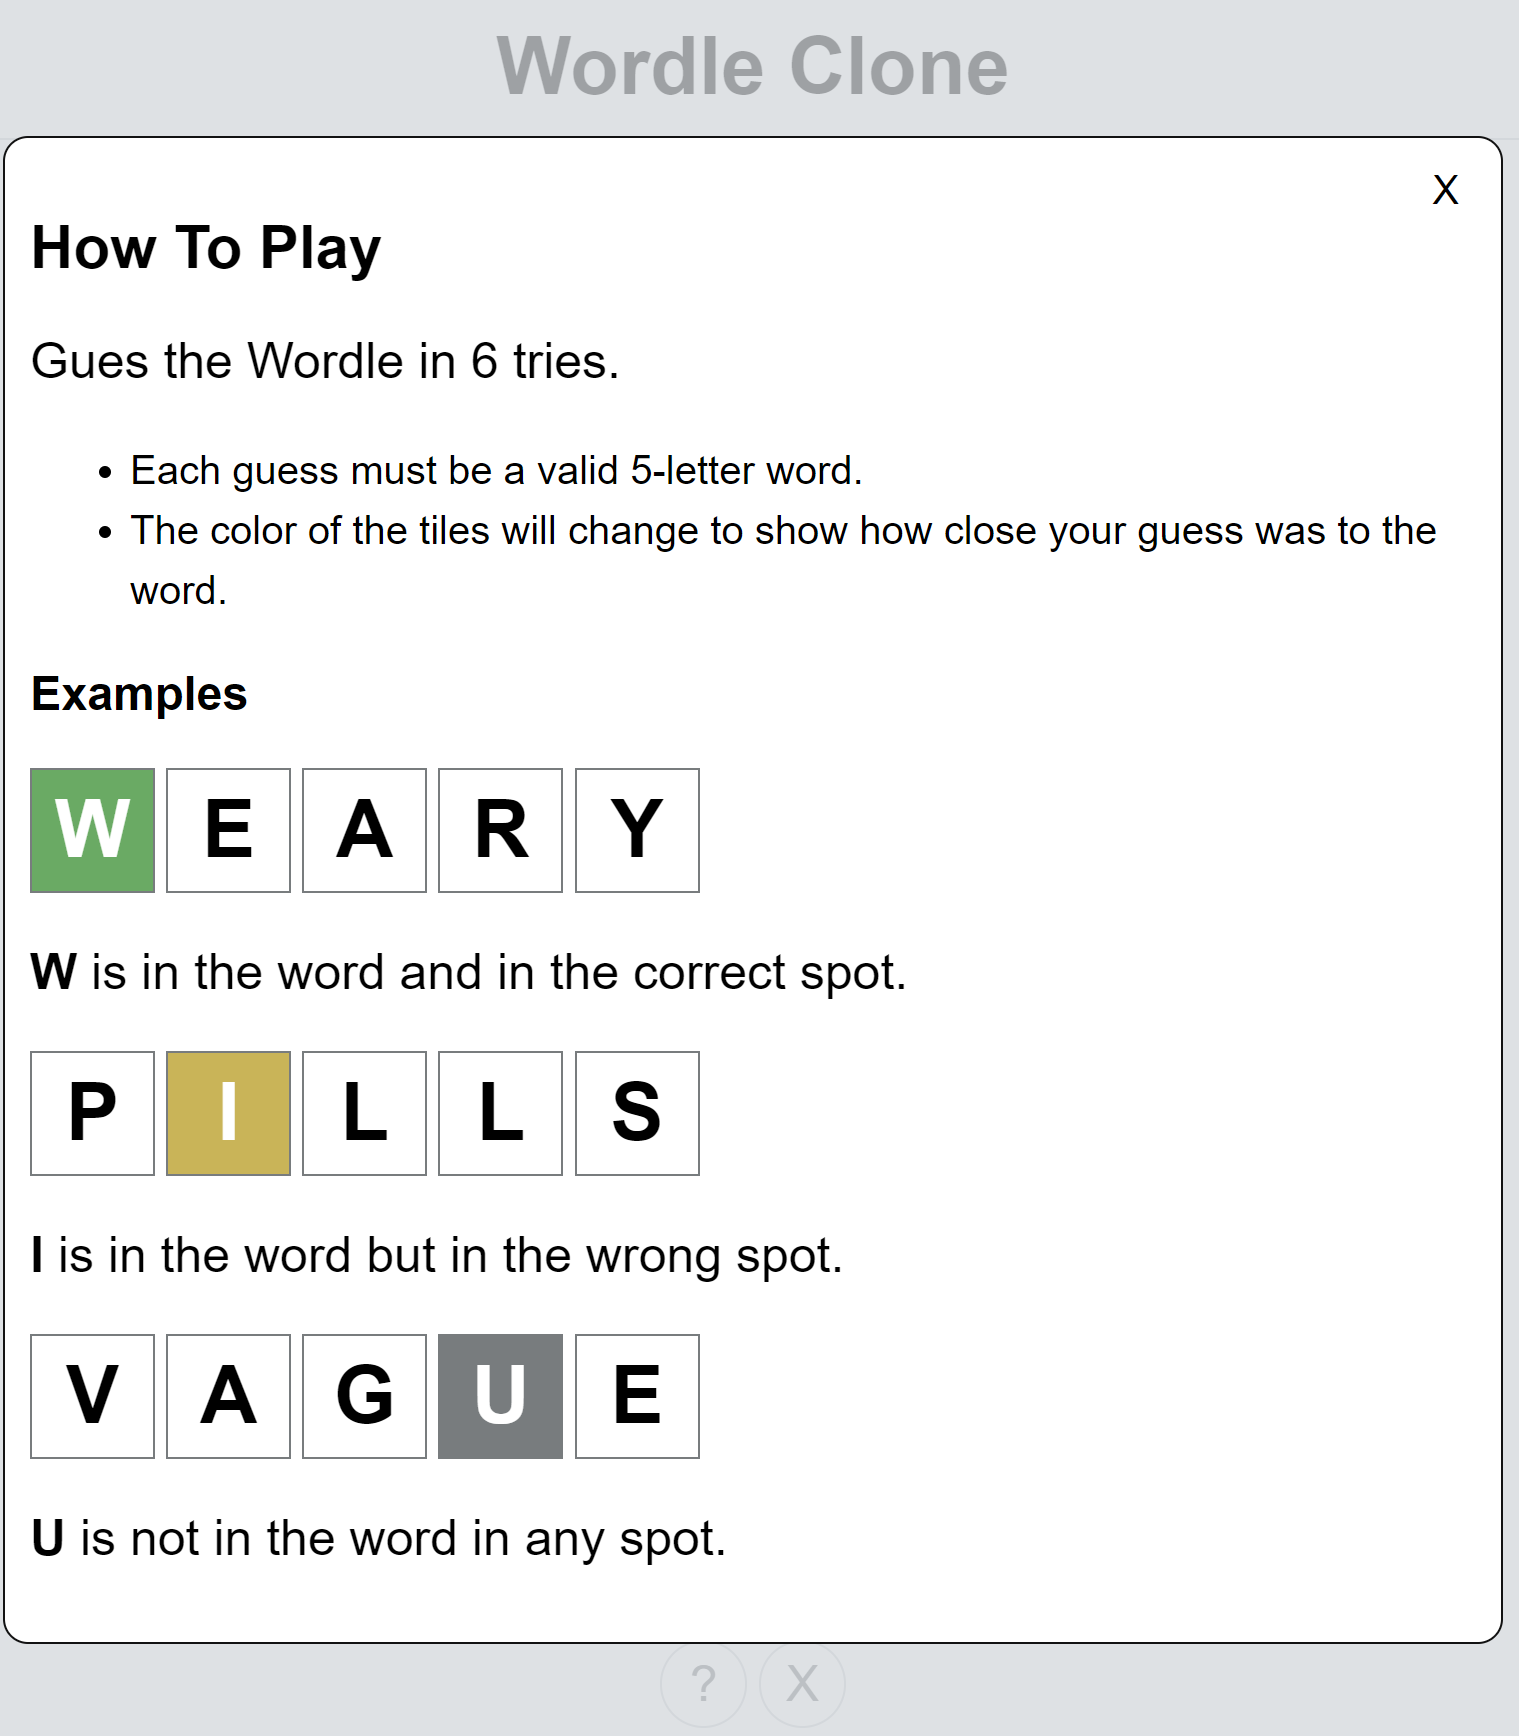 Wordle Clone
X
How To Play
Gues the Wordle in 6 tries.
• Each guess must be a valid 5-letter word.
• The color of the tiles will change to show how close your guess was to the
word.
Examples
W E A R Y
W is in the word and in the correct spot.
P I L L S
I is in the word but in the wrong spot.
V A G U E
U is not in the word in any spot.
? X